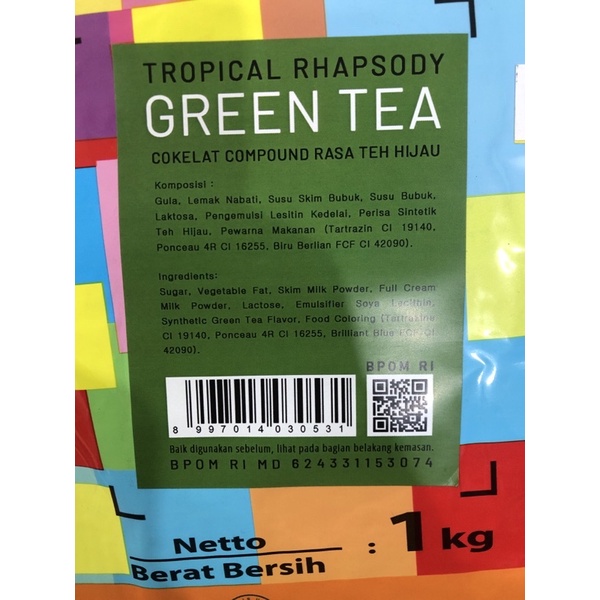 TROPICAL RHAPSODY
GREEN TEA
COKELAT COMPOUND RASA TEH HIJAU
Komposisi :
Gula, Lemak Nabati, Susu Skim Bubuk, Susu Bubuk,
Laktosa, Pengemulsi Lesitin Kedelai, Perisa Sintetik
Teh Hijau, Pewarna Makanan (Tartrazin CI 19140,
Ponceau 4R CI 16255, Biru Berlian FCF CI 42090).
Ingredients:
Sugar, Vegetable Fat, Skim Milk Powder, Full Cream
Milk Powder, Lactose, Emulsifier Soya Lecithin,
Synthetic Green Tea Flavor, Food Coloring (Tartrazine
CI 19140, Ponceau 4R CI 16255, Brilliant Blue FCF CI
42090).
BPOM RI
8 997014 030531
Baik digunakan sebelum, lihat pada bagian belakang kemasan.
BPOM RI MD 624331153074
Netto
Berat Bersih : 1 kg